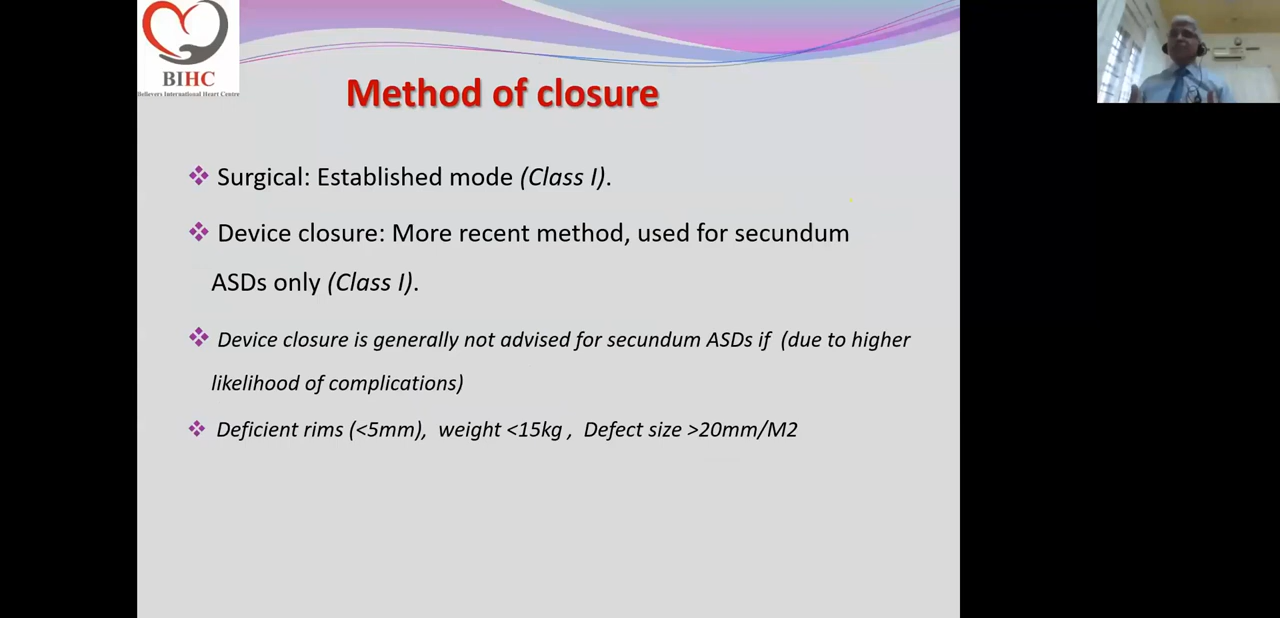 BIHC
Believers International Heart Centre
Method of closure
Surgical: Established mode (Class I).
Device closure: More recent method, used for secundum
ASDs only (Class I).
Device closure is generally not advised for secundum ASDs if (due to higher
likelihood of complications)
Deficient rims (<5mm), weight <15kg , Defect size >20mm/M2